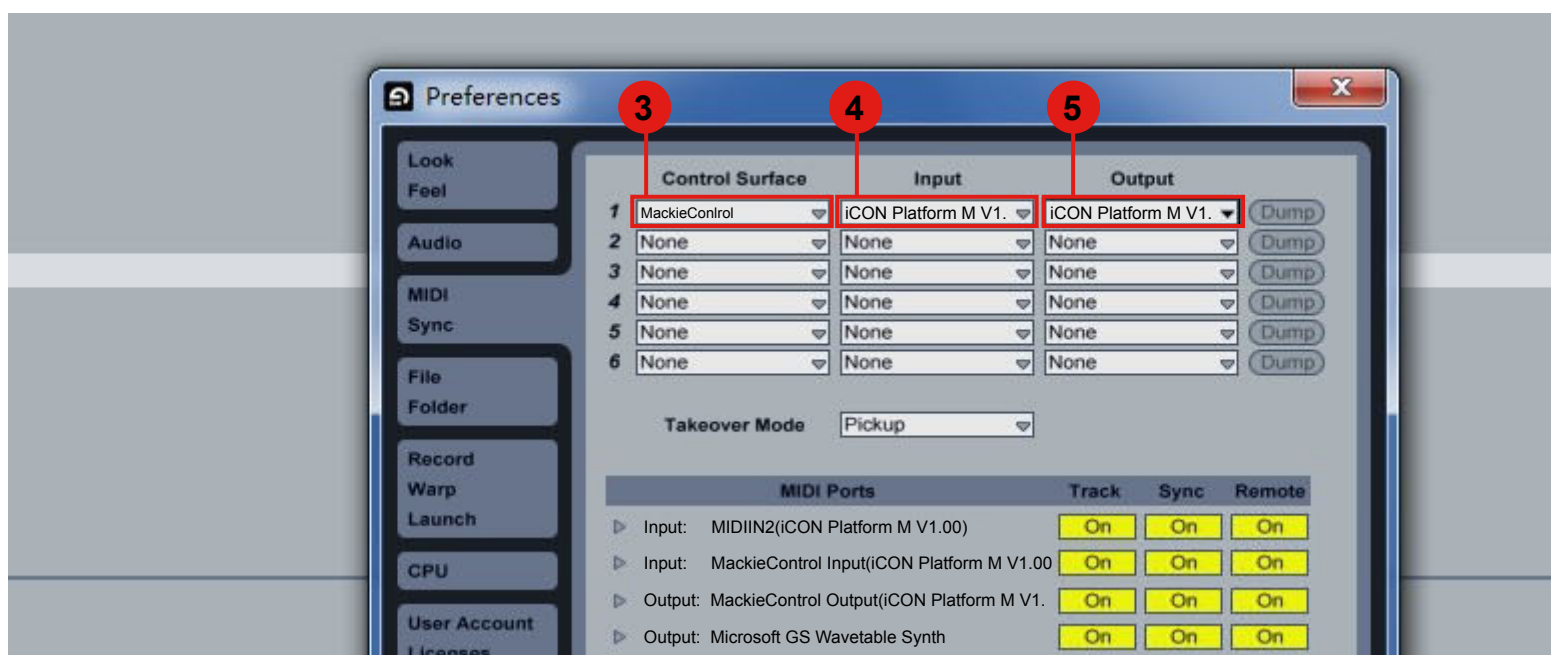 Preferences
3
4
5
X
Look
Feel
Audio
MIDI
Sync
File
Folder
Record
Warp
Launch
CPU
User Account
Licenses
Control Surface Input Output
1 MackieConlrol iCON Platform M V1. iCON Platform M V1. Dump
2 None None None Dump
3 None None None Dump
4 None None None Dump
5 None None None Dump
6 None None None Dump
Takeover Mode Pickup
MIDI Ports Track Sync Remote
Input: MIDIIN2(iCON Platform M V1.00) On On On
Input: MackieControl Input(iCON Platform M V1.00 On On On
Output: MackieControl Output(iCON Platform M V1. On On On
Output: Microsoft GS Wavetable Synth On On On